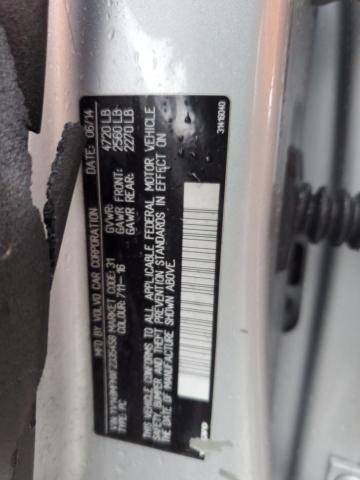 MFD BY: VOLVO CAR CORPORATION DATE: 06/14
MARKET CODE: 31 GVWR: 4720 LB
TYPE: PC COLOUR: 711-16 GAWR FRONT: 2560 LB
GAWR REAR: 2270 LB
THIS VEHICLE CONFORMS TO ALL APPLICABLE FEDERAL MOTOR VEHICLE
SAFETY, BUMPER AND THEFT PREVENTION STANDARDS IN EFFECT ON
THE DATE OF MANUFACTURE SHOWN ABOVE.